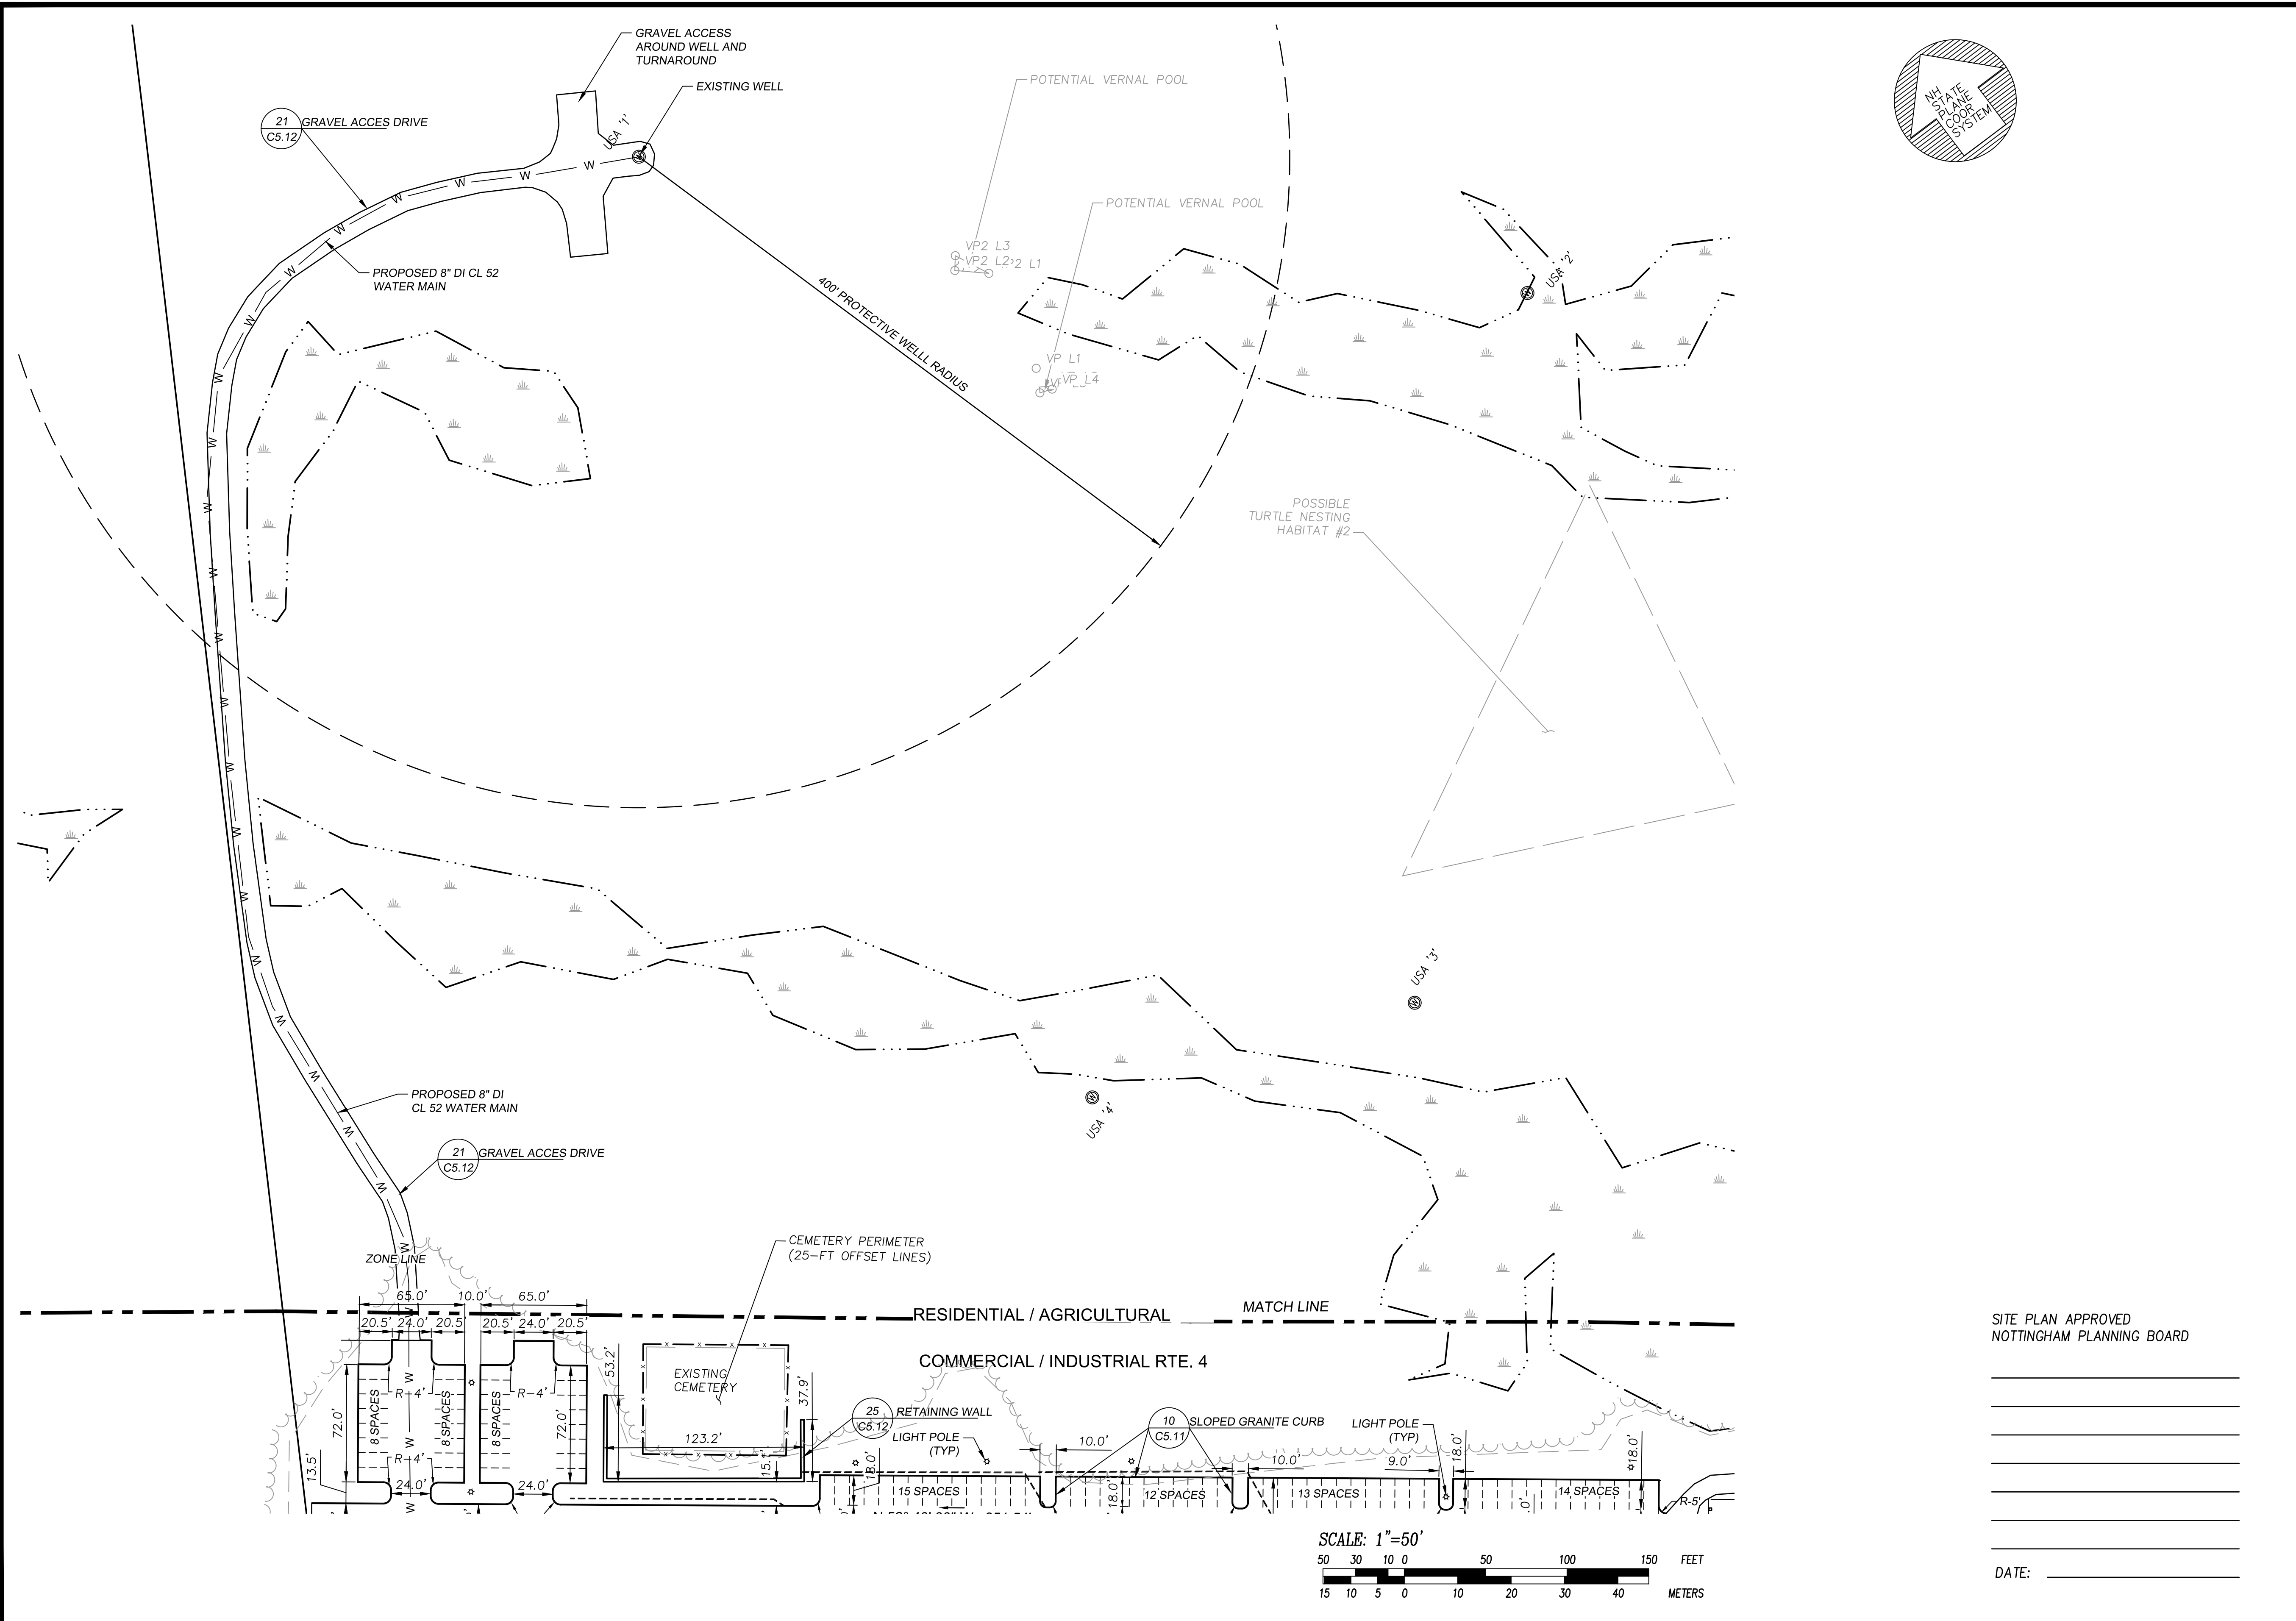 GRAVEL ACCESS
AROUND WELL AND
TURNAROUND
EXISTING WELL
USA '1'
21
C5.12
GRAVEL ACCES DRIVE
POTENTIAL VERNAL POOL
POTENTIAL VERNAL POOL
NH
STATE
PLANE
COOR
SYSTEM
VP2 L3
VP2 L2
2 L1
PROPOSED 8" DI CL 52
WATER MAIN
400' PROTECTIVE WELLL RADIUS
USA '2'
VP L1
VP L4
POSSIBLE
TURTLE NESTING
HABITAT #2
USA '3'
USA '4'
PROPOSED 8" DI
CL 52 WATER MAIN
21
C5.12
GRAVEL ACCES DRIVE
ZONE LINE
CEMETERY PERIMETER
(25-FT OFFSET LINES)
RESIDENTIAL / AGRICULTURAL
MATCH LINE
COMMERCIAL / INDUSTRIAL RTE. 4
65.0' 10.0' 65.0'
20.5' 24.0' 20.5' 20.5' 24.0' 20.5'
53.2'
EXISTING
CEMETERY
37.9'
R-4' R-4'
72.0' 8 SPACES 8 SPACES 8 SPACES 72.0'
R-4'
13.5'
24.0' 24.0'
123.2'
15.1'
25
C5.12
RETAINING WALL
LIGHT POLE
(TYP)
10
C5.11
SLOPED GRANITE CURB
LIGHT POLE
(TYP)
18.0' 10.0' 18.0' 10.0' 9.0' 18.0' 18.0'
15 SPACES 12 SPACES 13 SPACES 14 SPACES
R-5'
SITE PLAN APPROVED
NOTTINGHAM PLANNING BOARD
DATE:
SCALE: 1"=50'
50 30 10 0 50 100 150 FEET
15 10 5 0 10 20 30 40 METERS